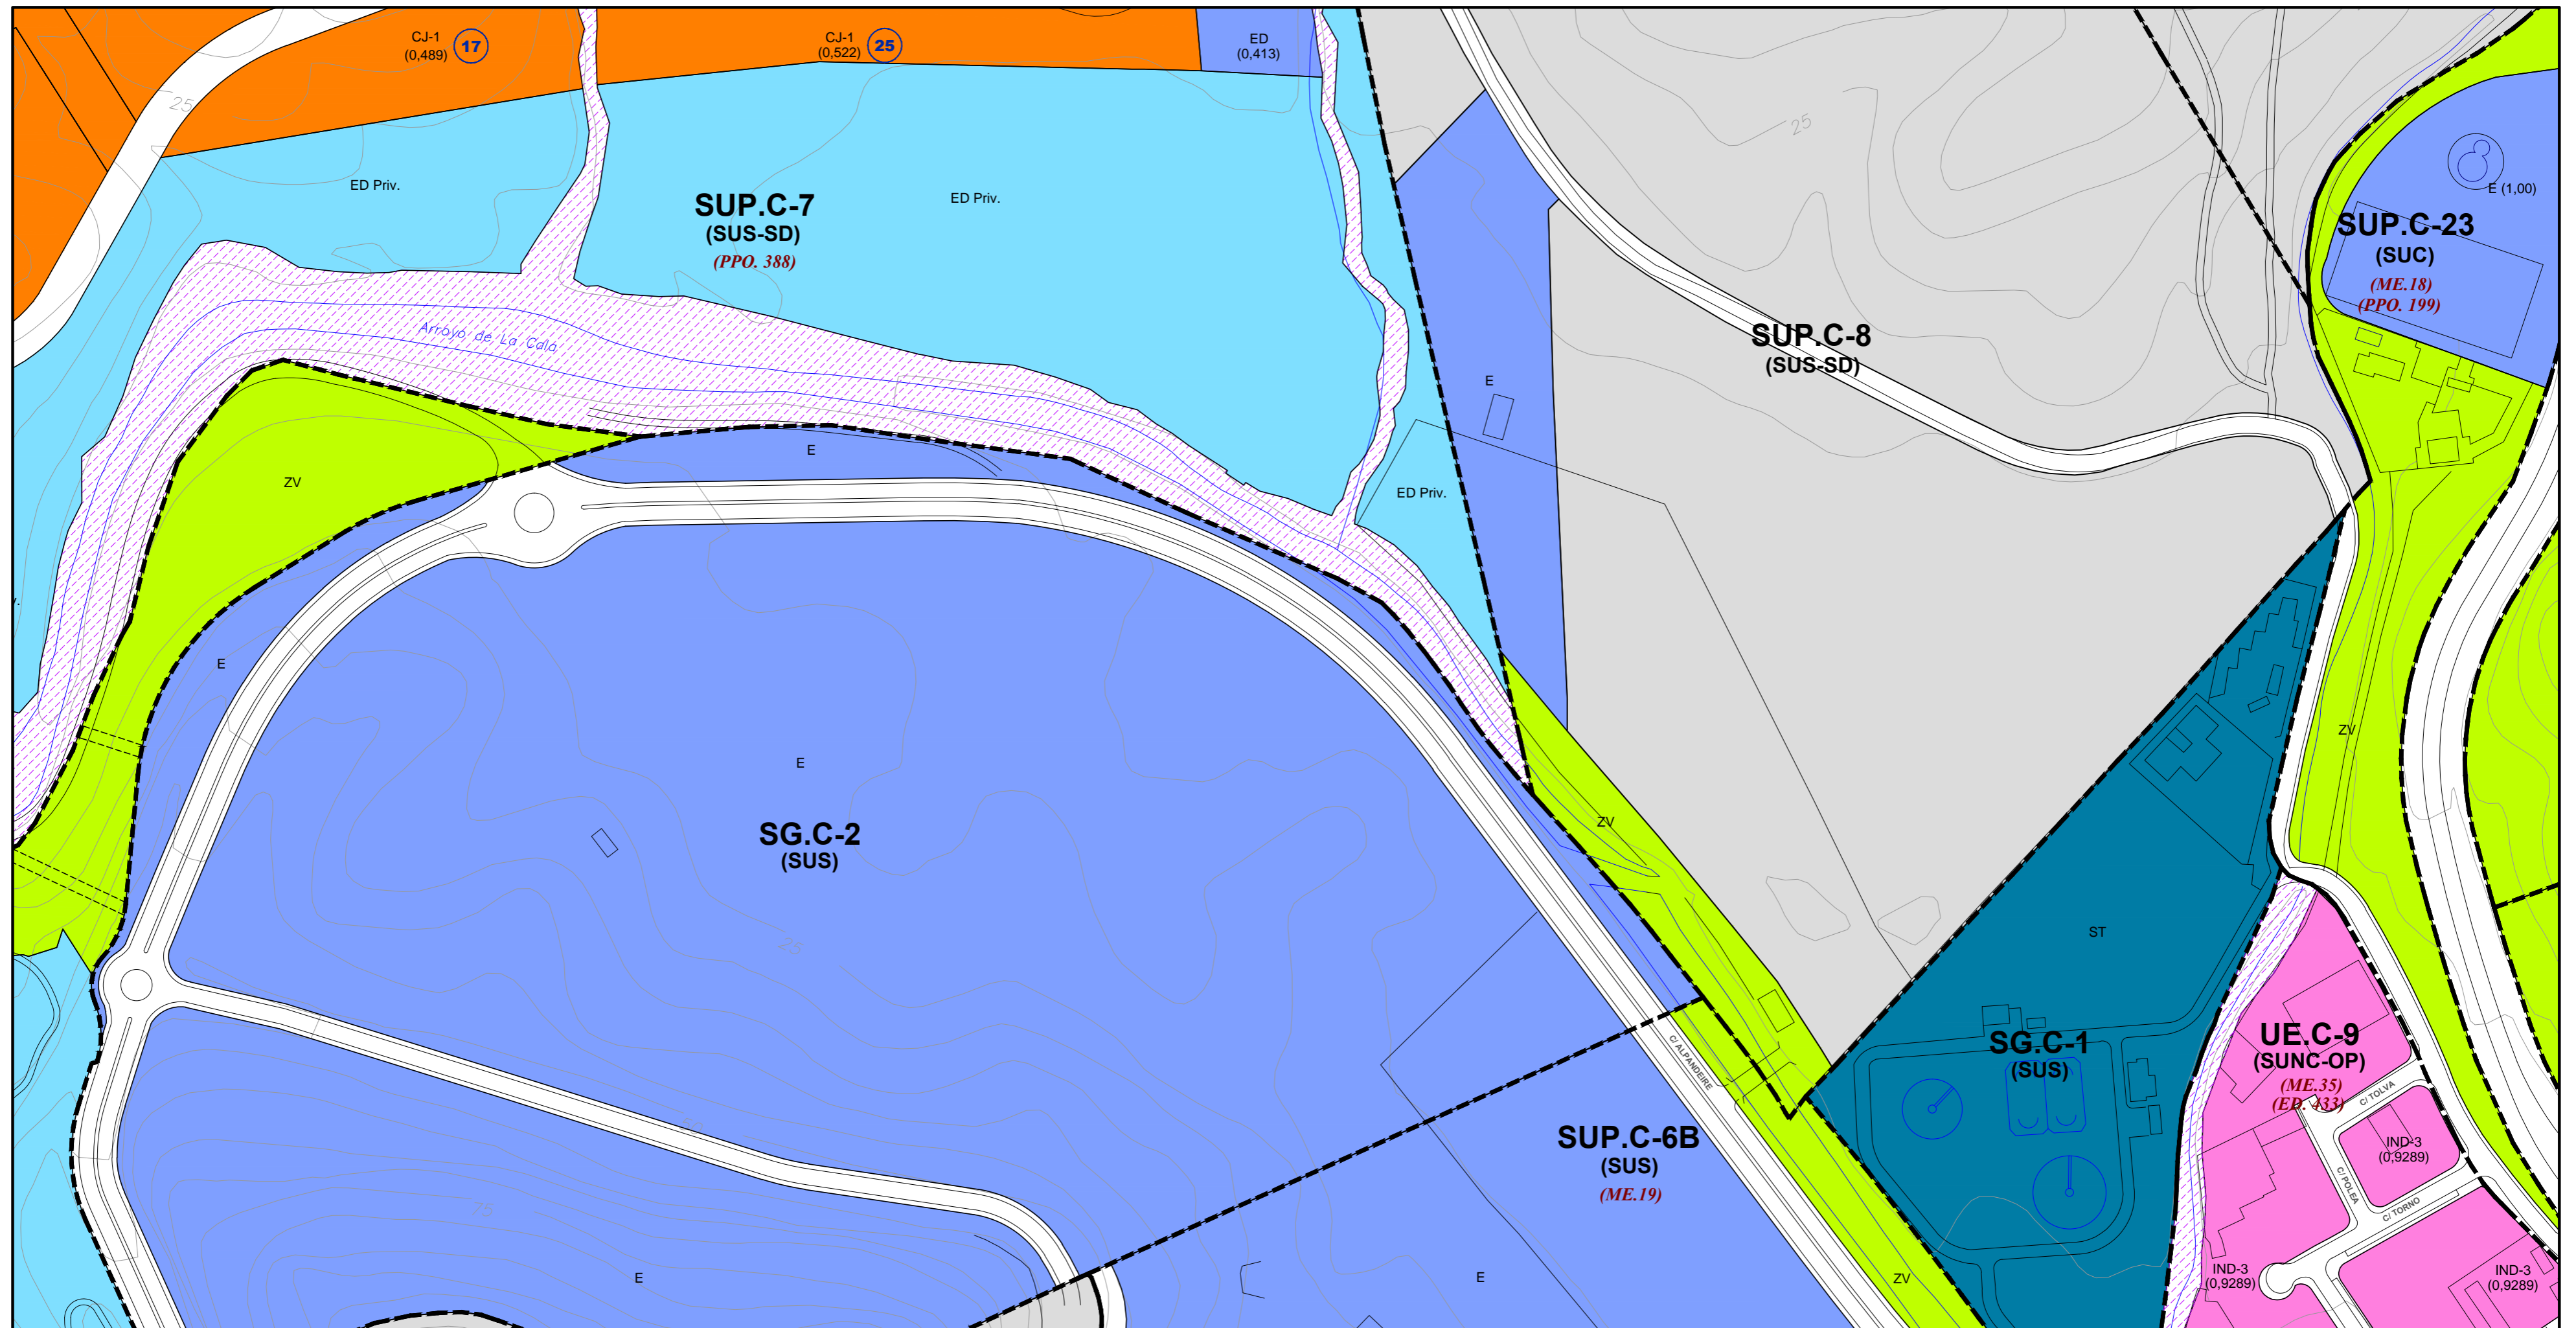 CJ-1
(0,489)
17
CJ-1
(0,522)
25
ED
(0,413)
25
25
ED Priv.
ED Priv.
SUP.C-7
(SUS-SD)
(PPO. 388)
E (1,00)
SUP.C-23
(SUC)
(ME.18)
(PPO. 199)
Arroyo de La Cala
SUP.C-8
(SUS-SD)
E
E
ZV
ED Priv.
E
ZV
E
ZV
SG.C-2
(SUS)
25
ST
C/ ALPANDEIRE
SG.C-1
(SUS)
UE.C-9
(SUNC-OP)
(ME.35)
(ED. 433)
C/ TOLVA
SUP.C-6B
(SUS)
(ME.19)
IND-3
(0,9289)
C/ POLEA
C/ TORNO
E
E
ZV
IND-3
(0,9289)
IND-3
(0,9289)